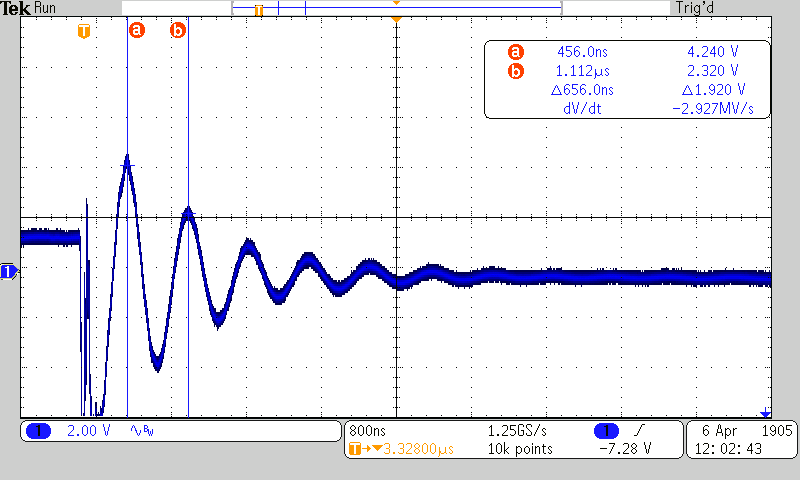 Tek Run Trig'd
T a b
a 456.0ns 4.240 V
b 1.112µs 2.320 V
Δ656.0ns Δ1.920 V
dV/dt -2.927MV/s
T
1 2.00 V ∿BW 800ns 1.25GS/s 1 ⌠ 6 Apr 1905
T→▼3.32800µs 10k points -7.28 V 12:02:43